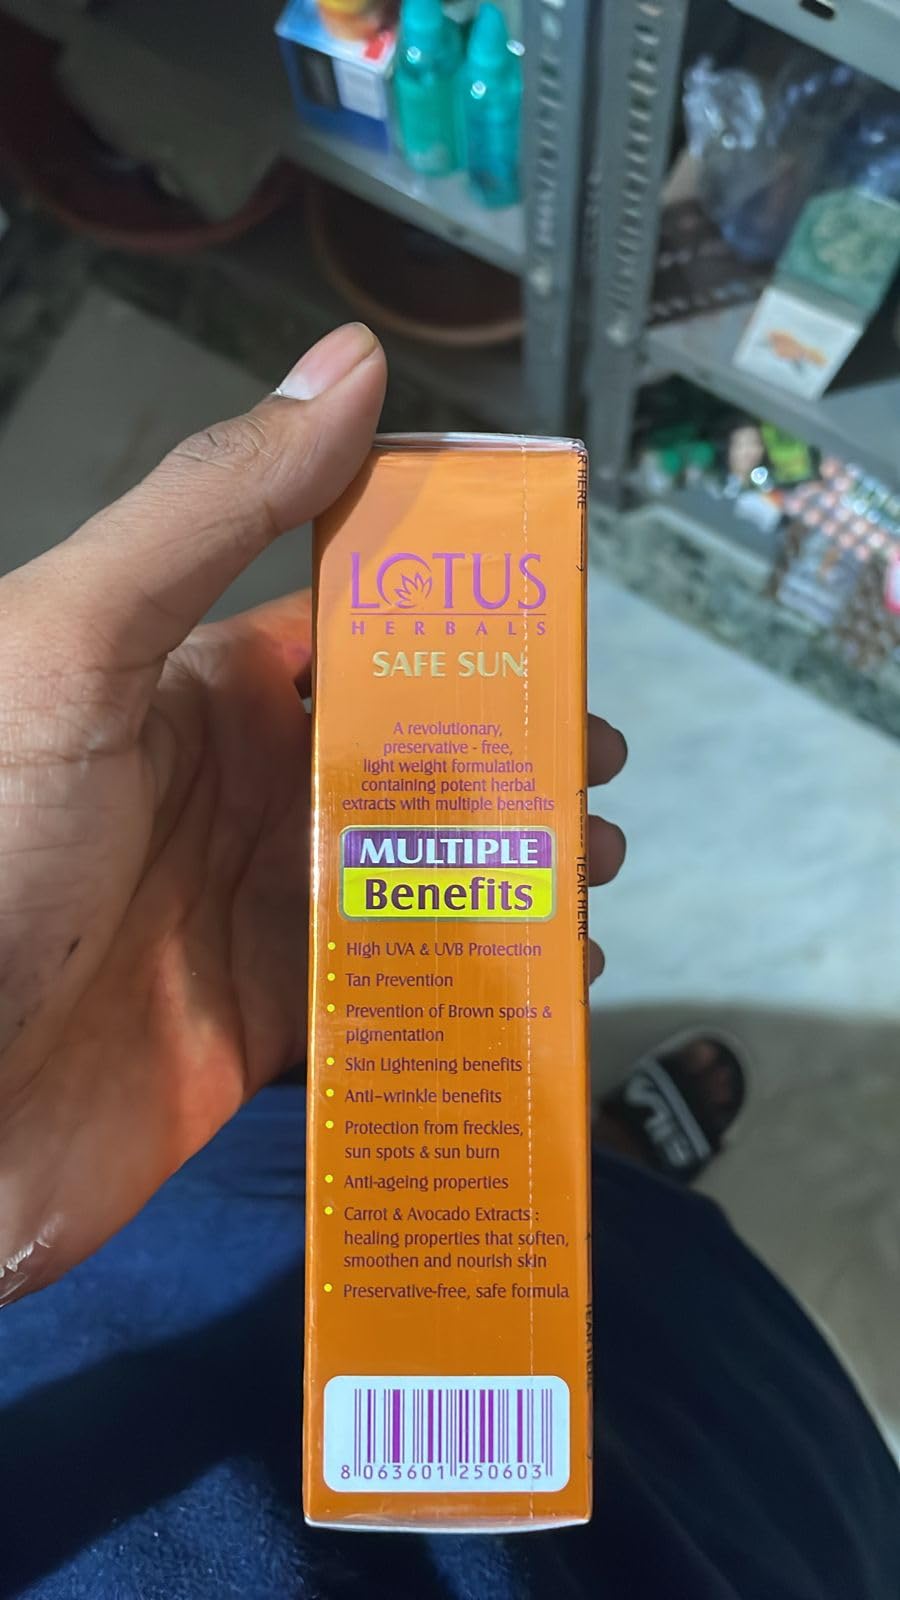 LOTUS
HERBALS
SAFE SUN
A revolutionary,
preservative - free,
light weight formulation
containing potent herbal
extracts with multiple benefits
MULTIPLE
Benefits
• High UVA & UVB Protection
• Tan Prevention
• Prevention of Brown spots &
pigmentation
• Skin Lightening benefits
• Anti-wrinkle benefits
• Protection from freckles,
sun spots & sun burn
• Anti-ageing properties
• Carrot & Avocado Extracts :
healing properties that soften,
smoothen and nourish skin
• Preservative-free, safe formula
8 063601 250603
R HERE
TEAR HERE
TEAR HERE